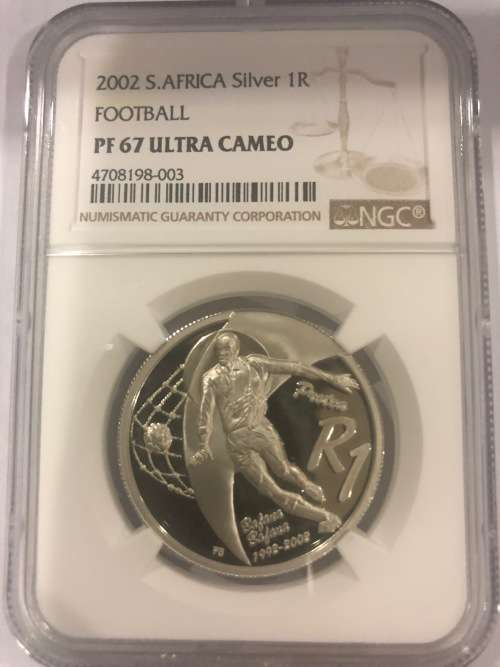 2002 S.AFRICA Silver 1R
FOOTBALL
PF 67 ULTRA CAMEO
4708198-003
NUMISMATIC GUARANTY CORPORATION
NGC®
R1
Bafana
Bafana
1992-2002